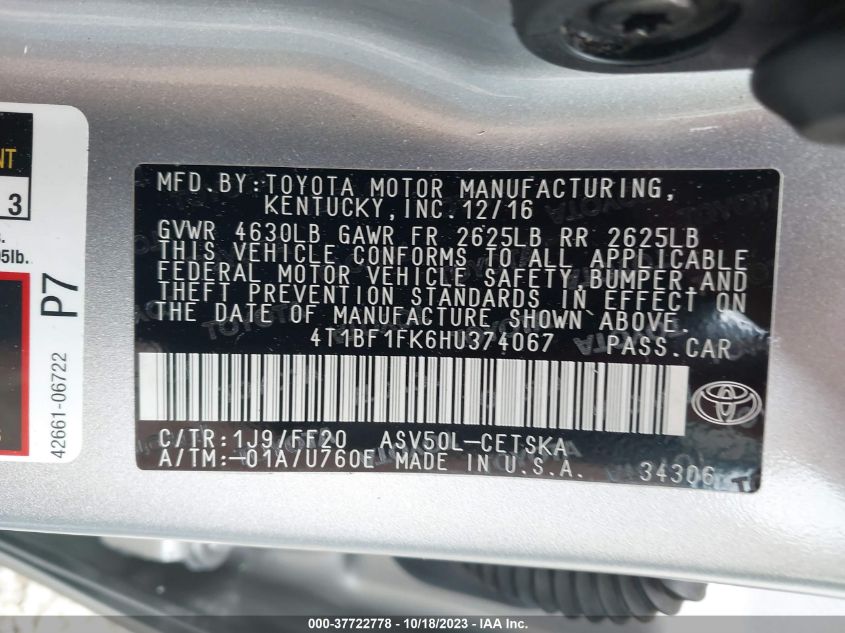 NT
3
5lb.
P7
42661-06722
MFD.BY:TOYOTA MOTOR MANUFACTURING,
KENTUCKY,INC.12/16
GVWR 4630LB GAWR FR 2625LB RR 2625LB
THIS VEHICLE CONFORMS TO ALL APPLICABLE
FEDERAL MOTOR VEHICLE SAFETY,BUMPER,AND
THEFT PREVENTION STANDARDS IN EFFECT ON
THE DATE OF MANUFACTURE SHOWN ABOVE.
4T1BF1FK6HU374067 PASS.CAR
C/TR:1J9/FF20 ASV50L-CETSKA
A/TM:-01A/U760E MADE IN U.S.A. 34306
000-37722778 - 10/18/2023 - IAA Inc.